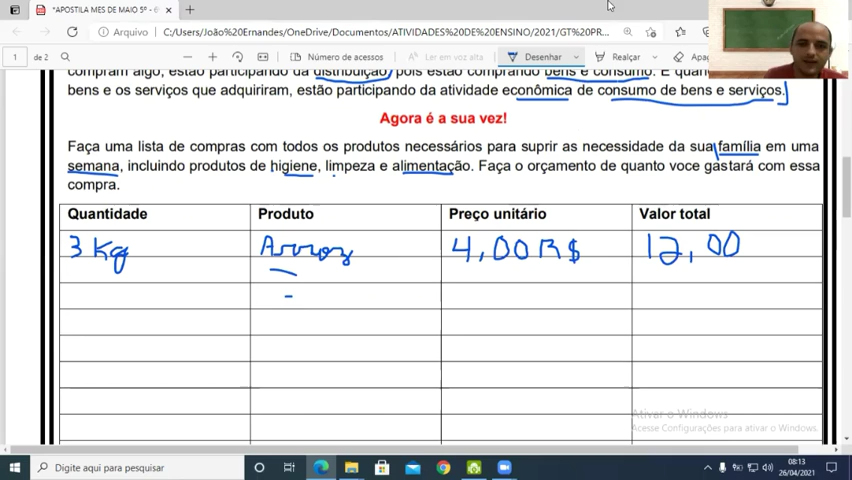 *APOSTILA MES DE MAIO 5º - 6
C:/Users/João%20Ernandes/OneDrive/Documentos/ATIVIDADES%20DE%20ENSINO/2021/GT%20PR...
1 de 2 Número de acessos Ler em voz alta Desenhar Realçar Apagar
compram algo, estão participando da distribuição, pois estão comprando bens e consumo. E
bens e os serviços que adquiriram, estão participando da atividade econômica de consumo de bens e serviços.
Agora é a sua vez!
Faça uma lista de compras com todos os produtos necessários para suprir as necessidade da sua família em uma
semana, incluindo produtos de higiene, limpeza e alimentação. Faça o orçamento de quanto voce gastará com essa
compra.
Quantidade Produto Preço unitário Valor total
3 Kg Arroz 4,00 R$ 12,00
Ativar o Windows
Acesse Configurações para ativar o Windows.
Digite aqui para pesquisar
08:13
26/04/2021